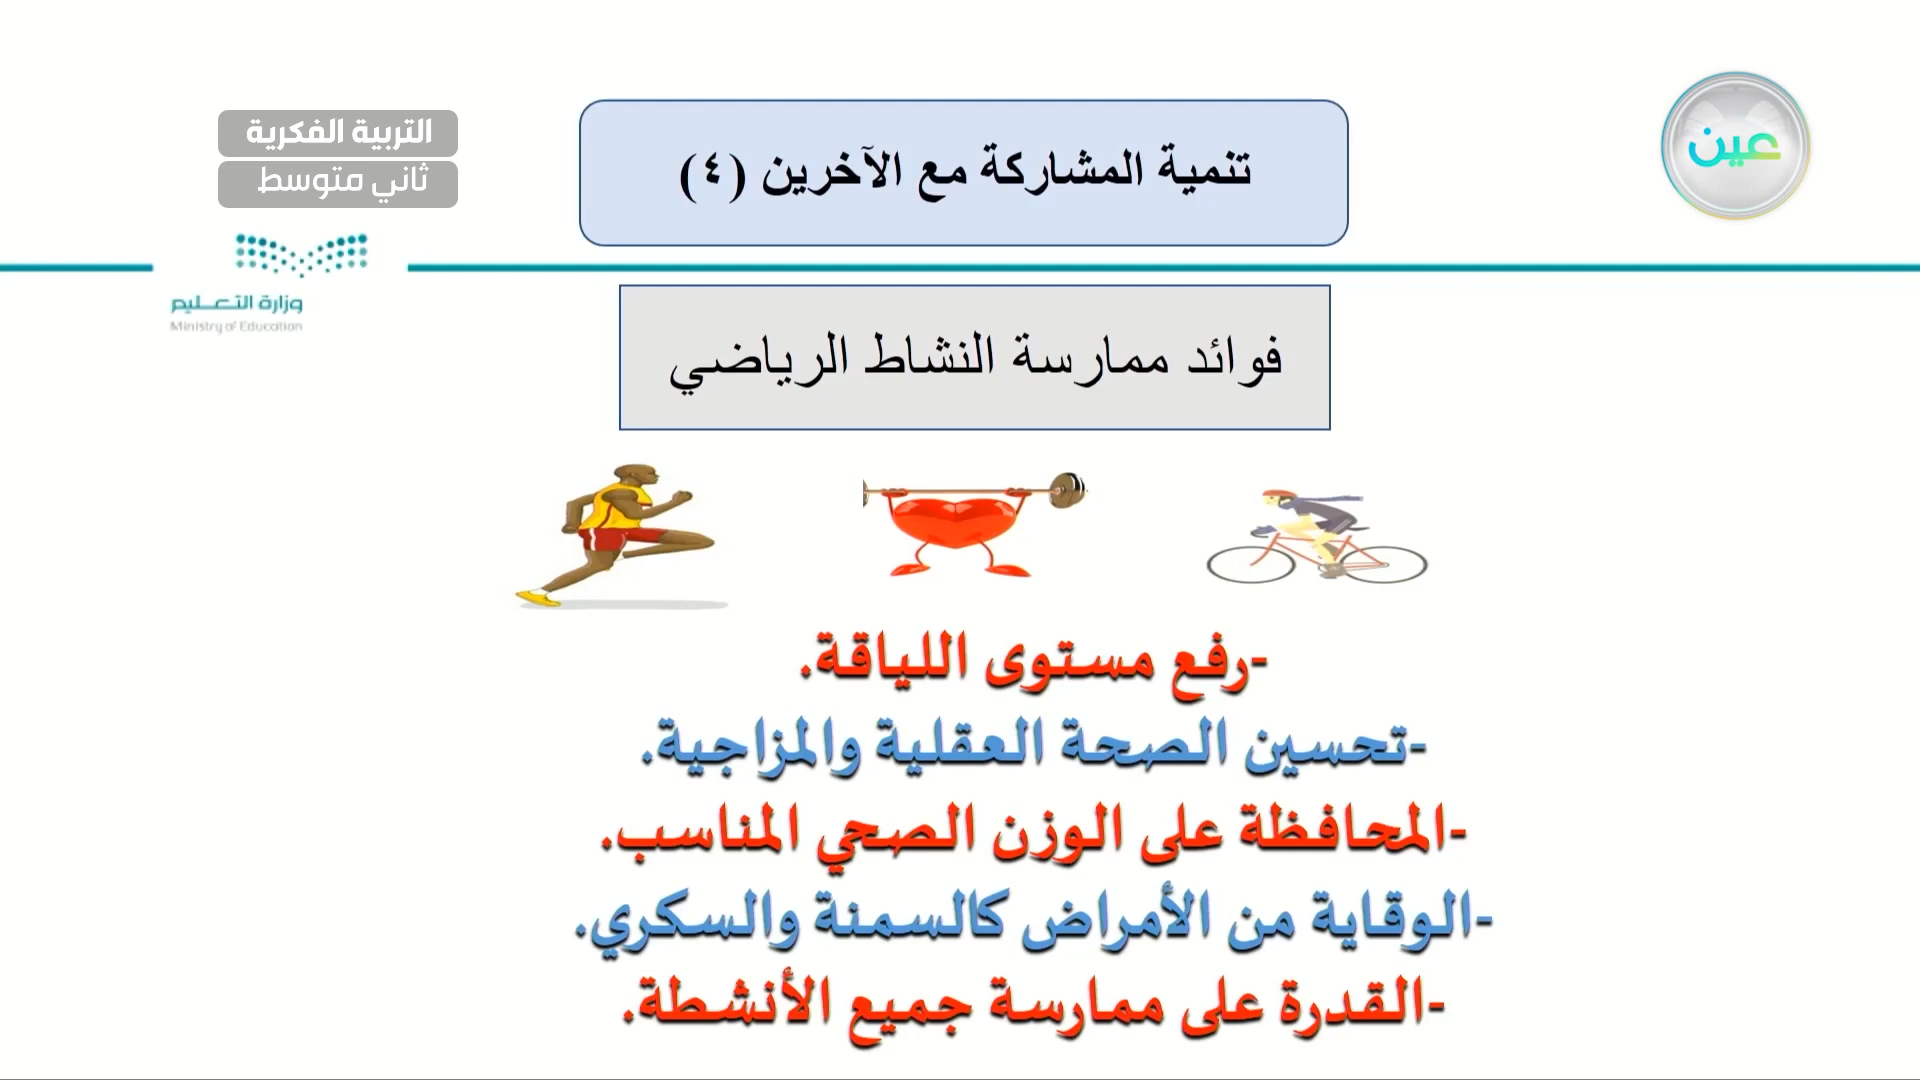 عين
تنمية المشاركة مع الآخرين (٤)
التربية الفكرية
ثاني متوسط
وزارة التعليم
Ministry of Education
فوائد ممارسة النشاط الرياضي
-رفع مستوى اللياقة.
-تحسين الصحة العقلية والمزاجية.
-المحافظة على الوزن الصحي المناسب.
-الوقاية من الأمراض كالسمنة والسكري.
-القدرة على ممارسة جميع الأنشطة.